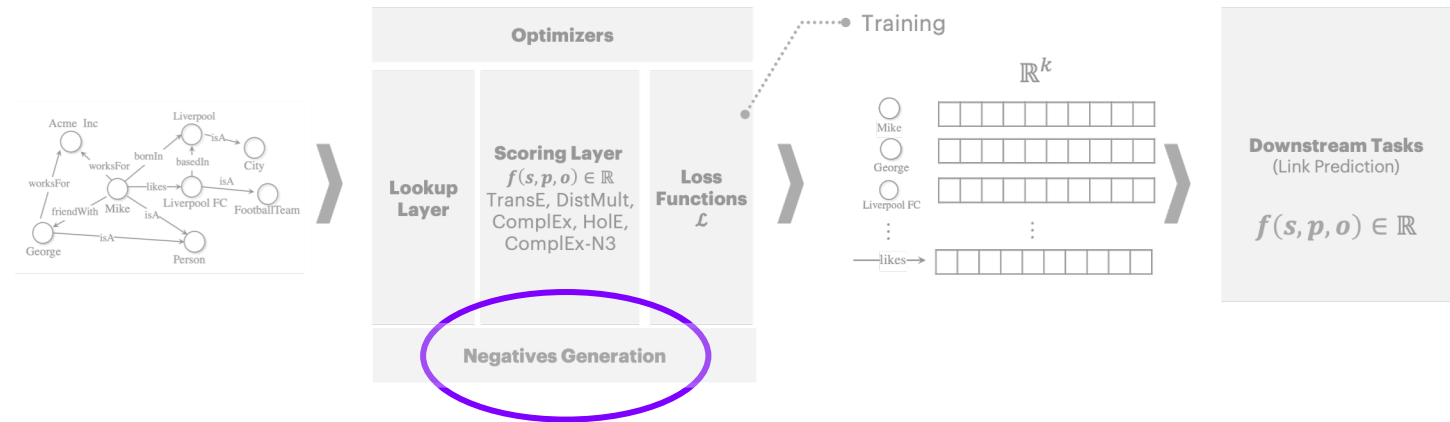 Acme Inc
Liverpool
isA
City
bornIn
worksFor
basedIn
worksFor
likes
isA
Mike
Liverpool FC
FootballTeam
friendWith
isA
George
isA
Person
Optimizers
Lookup
Layer
Scoring Layer
f(s, p, o) ∈ ℝ
TransE, DistMult,
ComplEx, HolE,
ComplEx-N3
Loss
Functions
ℒ
Negatives Generation
Training
ℝᵏ
Mike
George
Liverpool FC
likes
Downstream Tasks
(Link Prediction)
f(s, p, o) ∈ ℝ